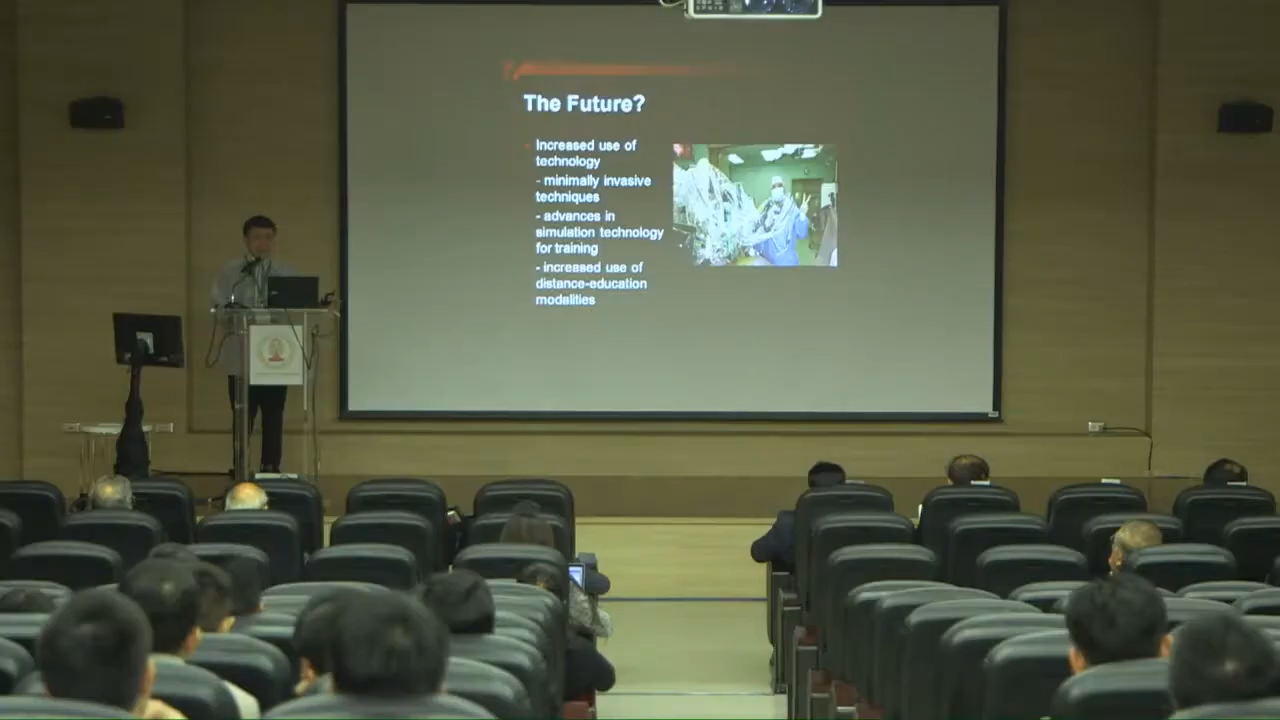 The Future?
Increased use of
technology
- minimally invasive
techniques
- advances in
simulation technology
for training
- increased use of
distance-education
modalities